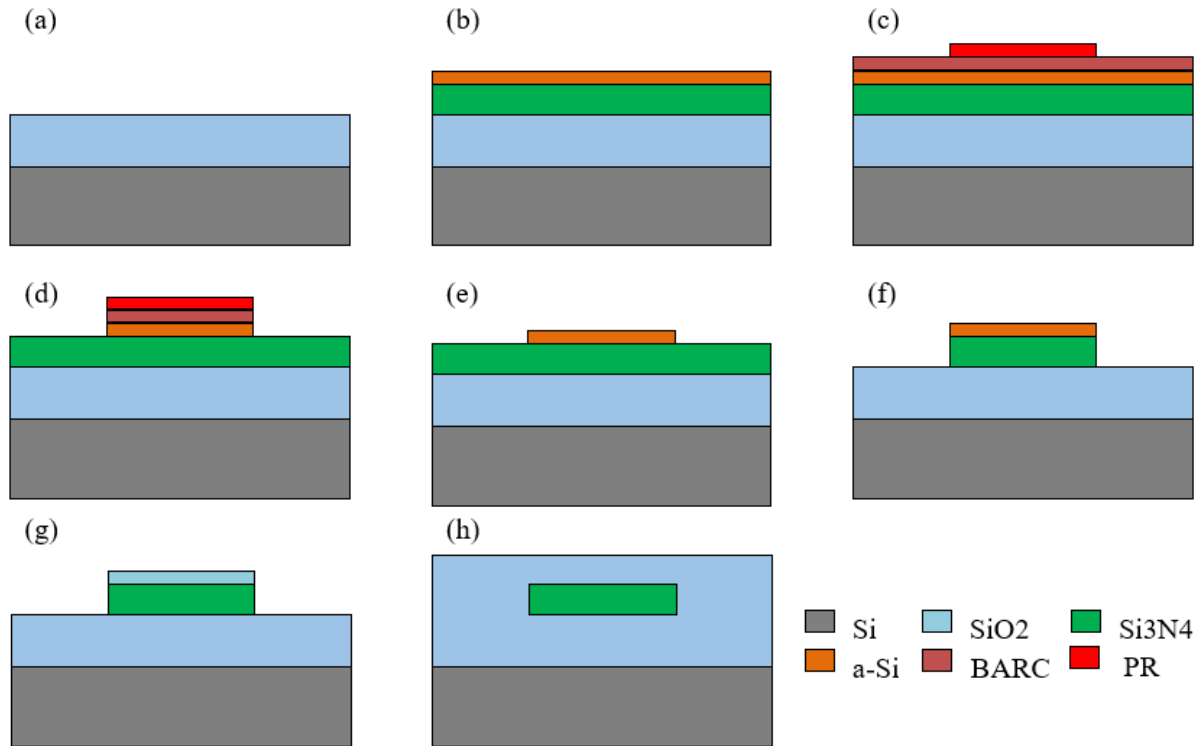 (a)
(b)
(c)
(d)
(e)
(f)
(g)
(h)
Si
SiO2
Si3N4
a-Si
BARC
PR